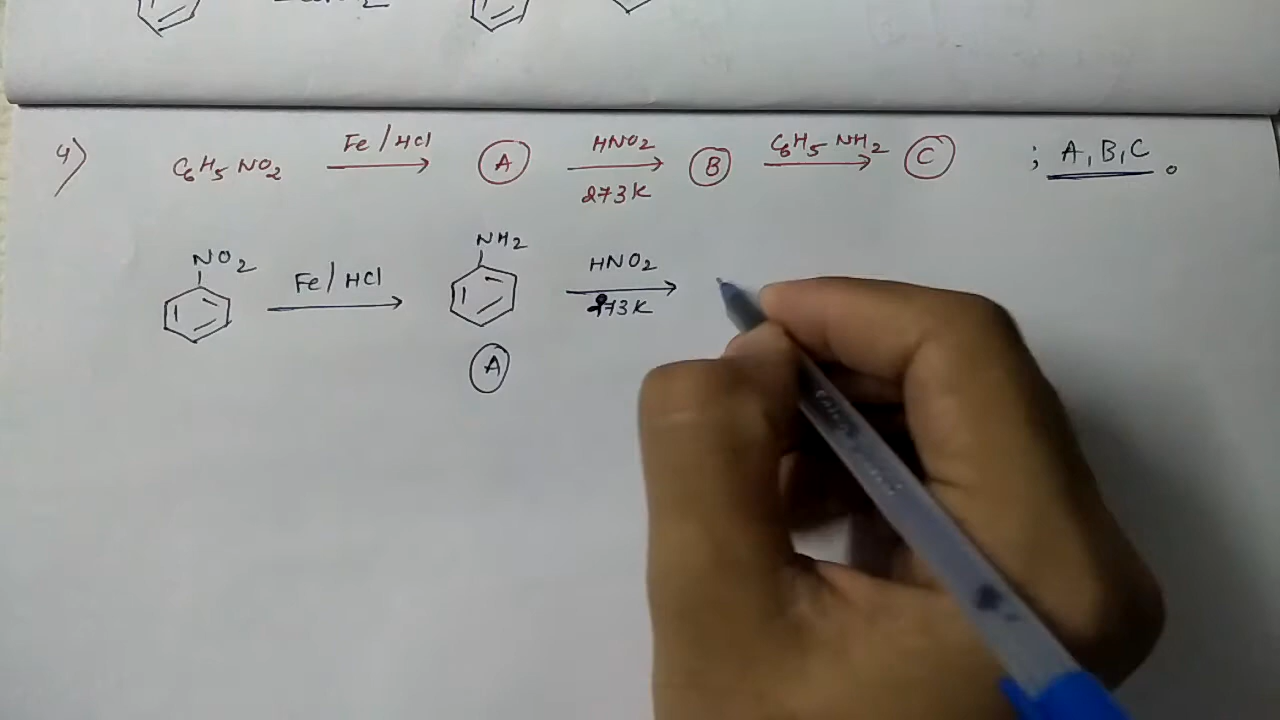 4) C6H5NO2 Fe/HCl → A HNO2 273K → B C6H5NH2 → C ; A, B, C.
NO2 Fe/HCl → NH2 HNO2 273K →
A